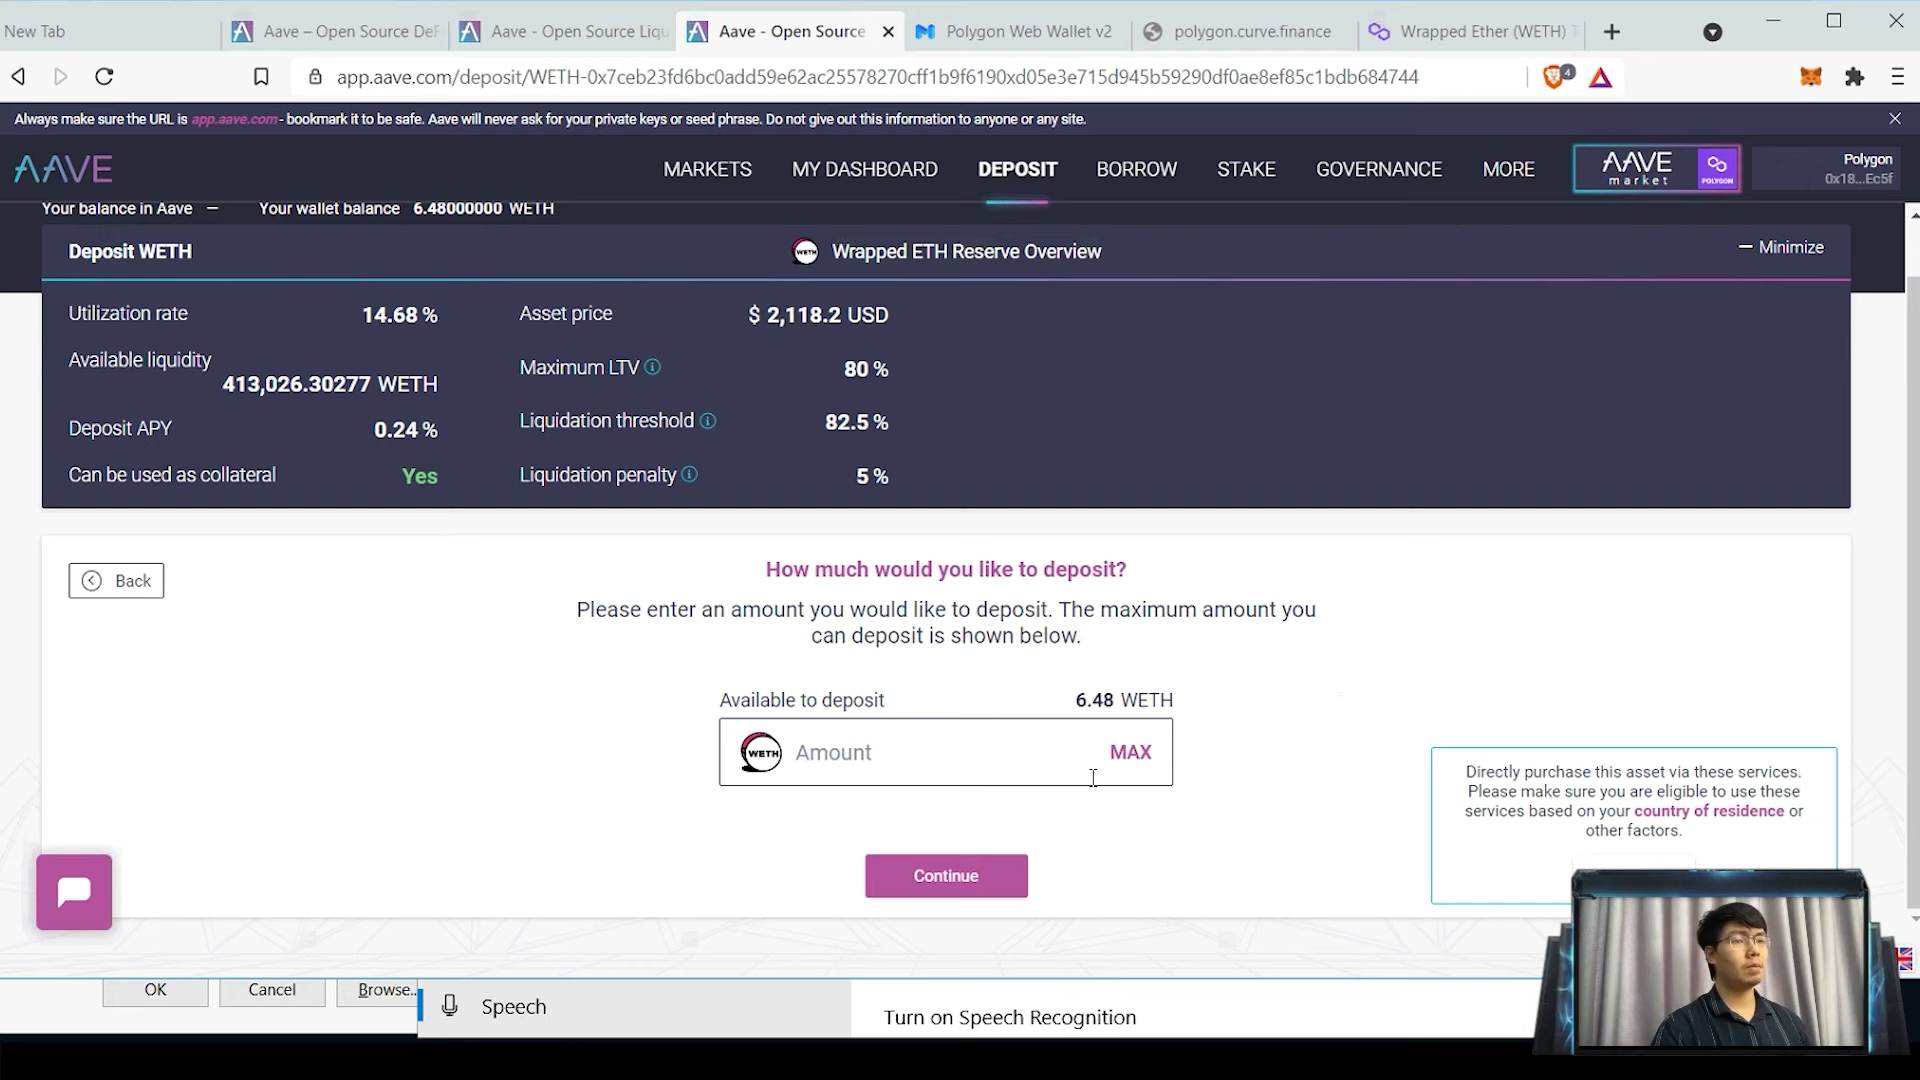 New Tab
Aave – Open Source DeF
Aave - Open Source Liqu
Aave - Open Source
Polygon Web Wallet v2
polygon.curve.finance
Wrapped Ether (WETH) T
app.aave.com/deposit/WETH-0x7ceb23fd6bc0add59e62ac25578270cff1b9f6190xd05e3e715d945b59290df0ae8ef85c1bdb684744
4
Always make sure the URL is app.aave.com - bookmark it to be safe. Aave will never ask for your private keys or seed phrase. Do not give out this information to anyone or any site.
AAVE
MARKETS
MY DASHBOARD
DEPOSIT
BORROW
STAKE
GOVERNANCE
MORE
AAVE
market
POLYGON
Polygon
0x18...Ec5f
Your balance in Aave –
Your wallet balance 6.48000000 WETH
Deposit WETH
WETH
Wrapped ETH Reserve Overview
– Minimize
Utilization rate 14.68 %
Asset price $ 2,118.2 USD
Available liquidity 413,026.30277 WETH
Maximum LTV 80 %
Deposit APY 0.24 %
Liquidation threshold 82.5 %
Can be used as collateral Yes
Liquidation penalty 5 %
Back
How much would you like to deposit?
Please enter an amount you would like to deposit. The maximum amount you
can deposit is shown below.
Available to deposit 6.48 WETH
WETH
Amount
MAX
Continue
Directly purchase this asset via these services.
Please make sure you are eligible to use these
services based on your country of residence or
other factors.
OK
Cancel
Browse..
Speech
Turn on Speech Recognition